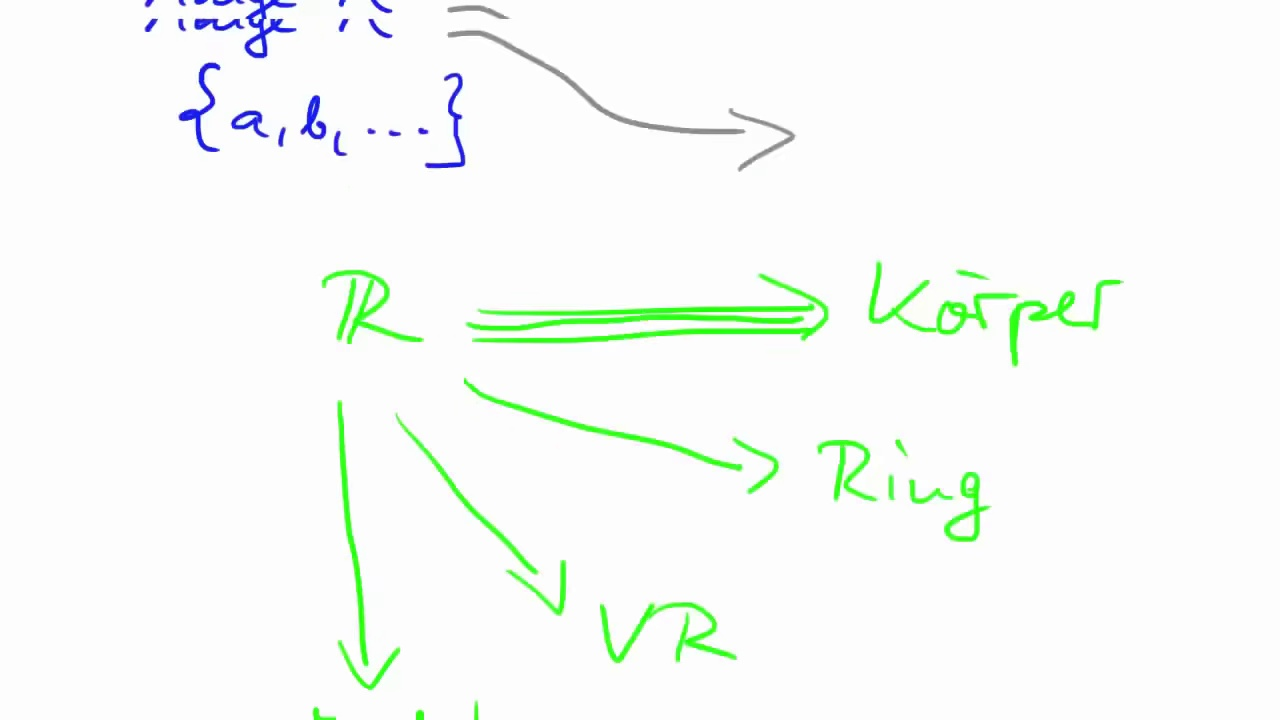 {a, b, ...}
ℝ
Körper
Ring
VR